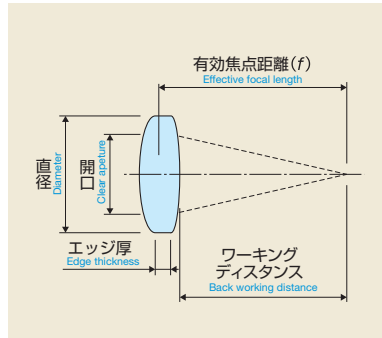 有効焦点距離(f)
Effective focal length
直径
Diameter
開口
Clear apeture
エッジ厚
Edge thickness
ワーキング
ディスタンス
Back working distance